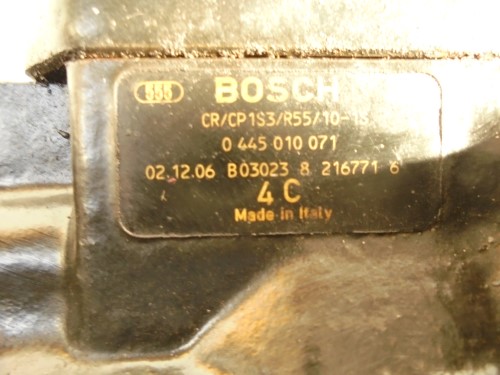 BOSCH
CR/CP1S3/R55/10-1S
0 445 010 071
02.12.06 B03023 8 216771 6
4 C
Made in Italy